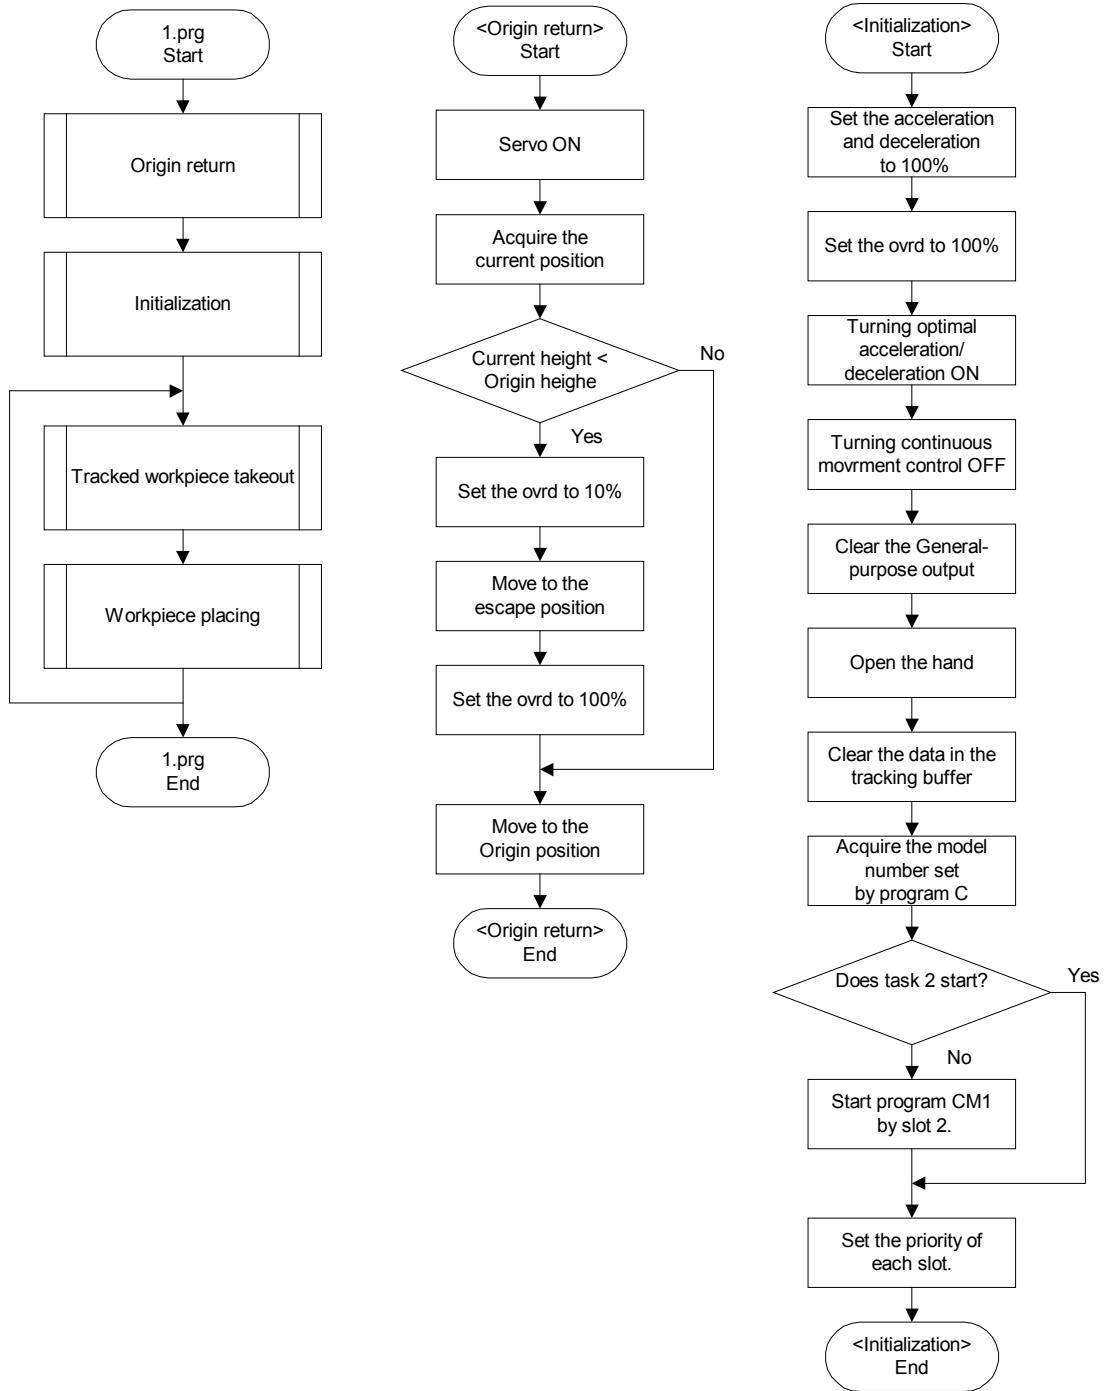 1.prg
Start
Origin return
Initialization
Tracked workpiece takeout
Workpiece placing
1.prg
End
<Origin return>
Start
Servo ON
Acquire the
current position
Current height <
Origin heighe
No
Yes
Set the ovrd to 10%
Move to the
escape position
Set the ovrd to 100%
Move to the
Origin position
<Origin return>
End
<Initialization>
Start
Set the acceleration
and deceleration
to 100%
Set the ovrd to 100%
Turning optimal
acceleration/
deceleration ON
Turning continuous
movrment control OFF
Clear the General-
purpose output
Open the hand
Clear the data in the
tracking buffer
Acquire the model
number set
by program C
Does task 2 start?
Yes
No
Start program CM1
by slot 2.
Set the priority of
each slot.
<Initialization>
End